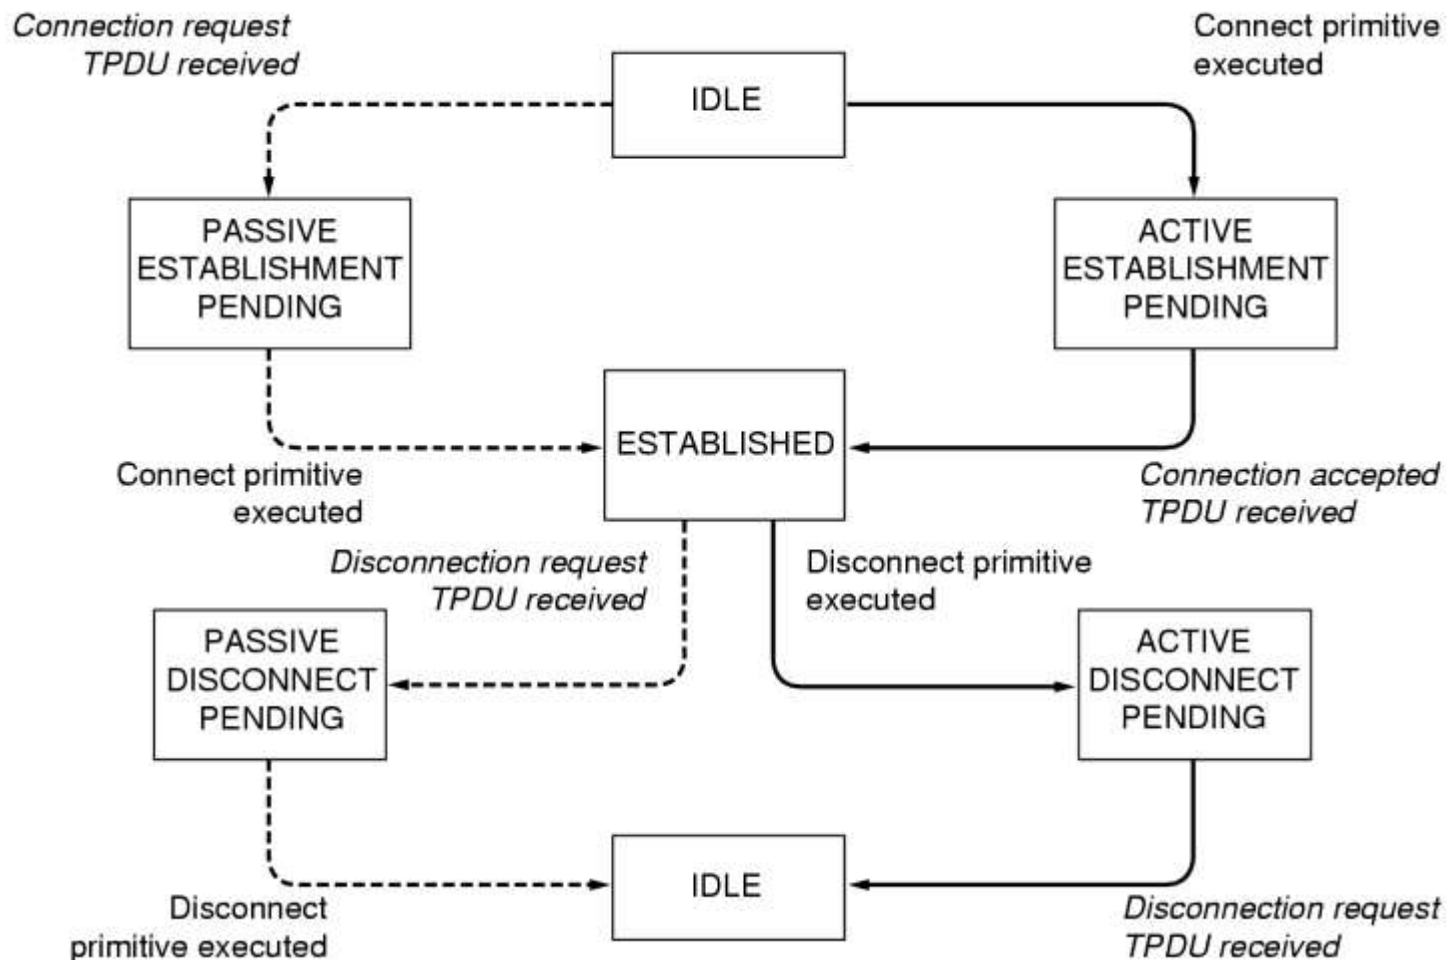 Connection request
TPDU received
Connect primitive
executed
IDLE
PASSIVE
ESTABLISHMENT
PENDING
ACTIVE
ESTABLISHMENT
PENDING
ESTABLISHED
Connect primitive
executed
Connection accepted
TPDU received
Disconnection request
TPDU received
Disconnect primitive
executed
PASSIVE
DISCONNECT
PENDING
ACTIVE
DISCONNECT
PENDING
IDLE
Disconnect
primitive executed
Disconnection request
TPDU received